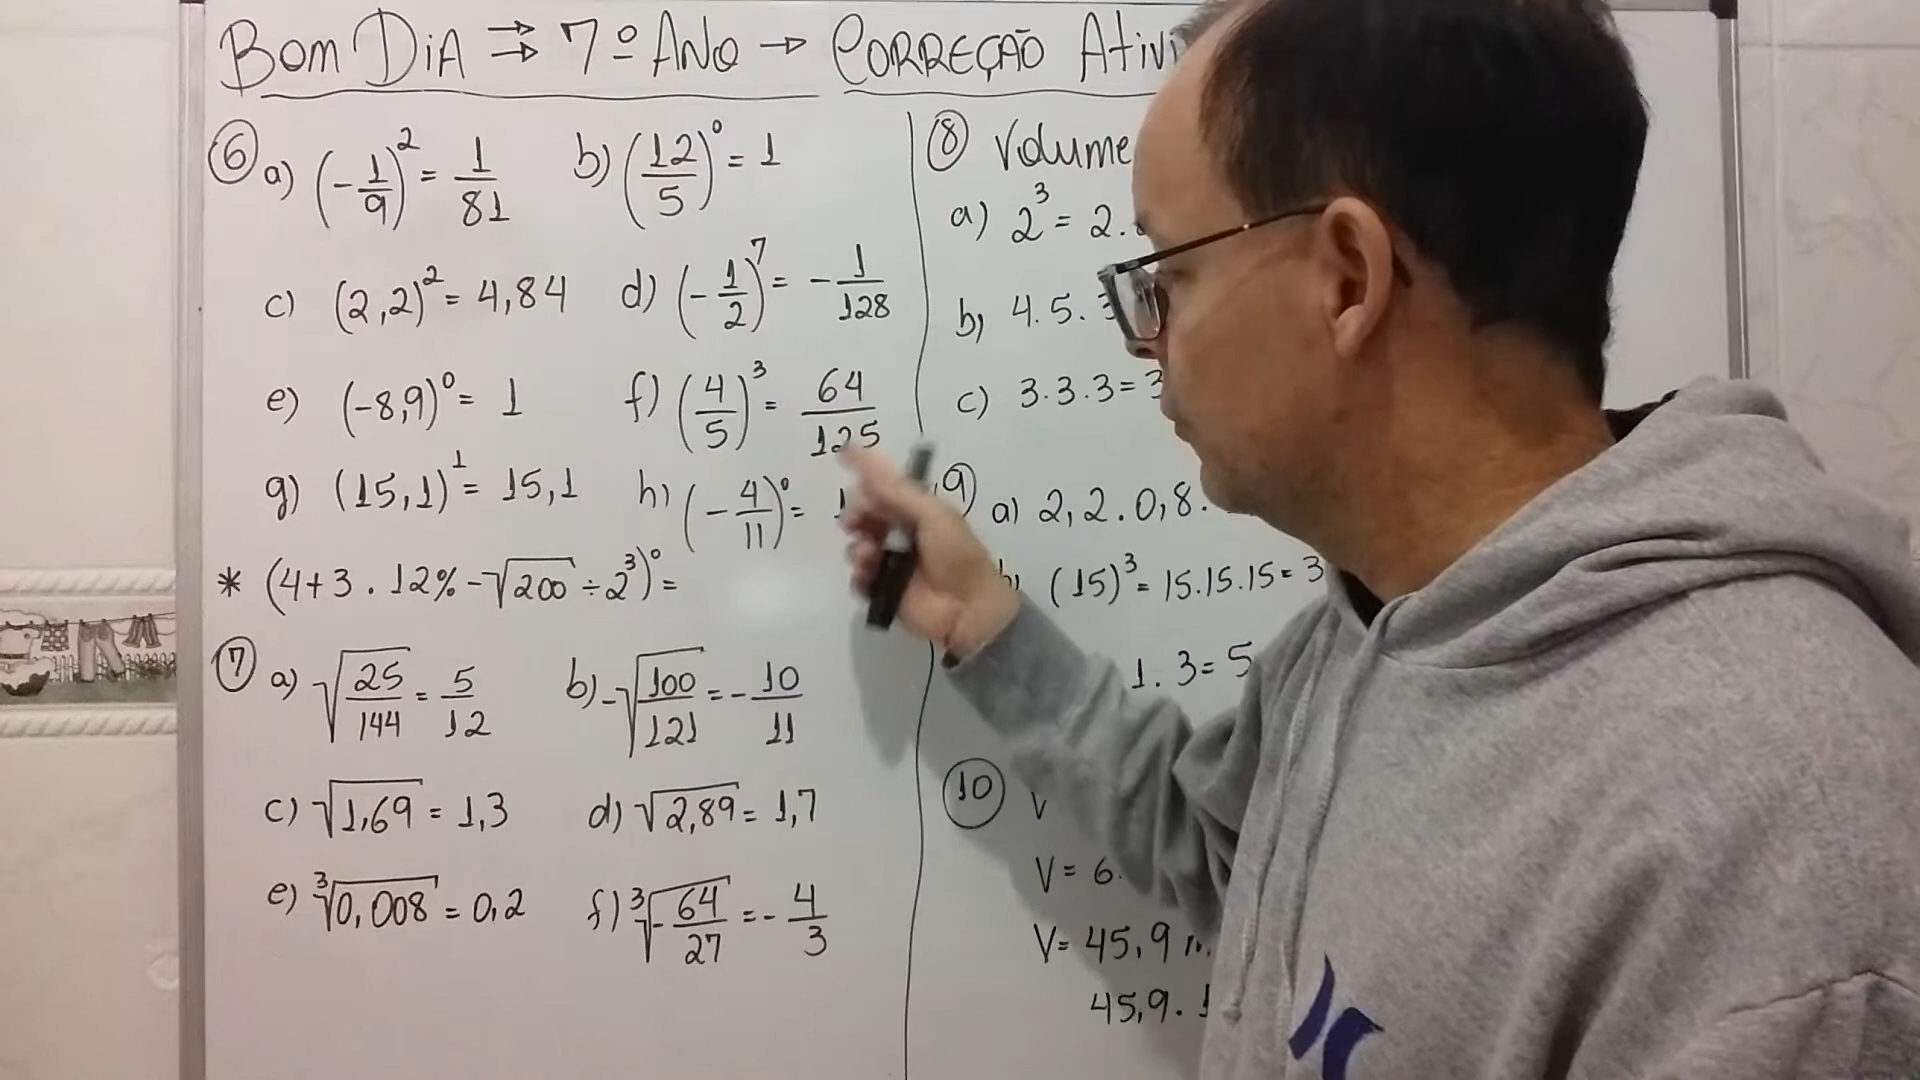 BOM DIA ⇉ 7º ANO → CORREÇÃO
6 a) (-1/9)² = 1/81 b) (12/5)⁰ = 1
c) (2,2)² = 4,84 d) (-1/2)⁷ = -1/128
e) (-8,9)⁰ = 1 f) (4/5)³ = 64/125
g) (15,1)¹ = 15,1 h) (-4/11)⁰ =
* (4+3.12%-√200÷2³)⁰ =
7 a) √(25/144) = 5/12 b) -√(100/121) = -10/11
c) √1,69 = 1,3 d) √2,89 = 1,7
e) ³√0,008 = 0,2 f) ³√(-64/27) = -4/3
8 Volume
a) 2³ = 2.
b) 4.5.
c) 3.3.3 =
9 a) 2,2.0,8.
(15)³ = 15.15.15 = 3
1.3 = 5
10 V
V = 6.
V = 45,9
45,9.